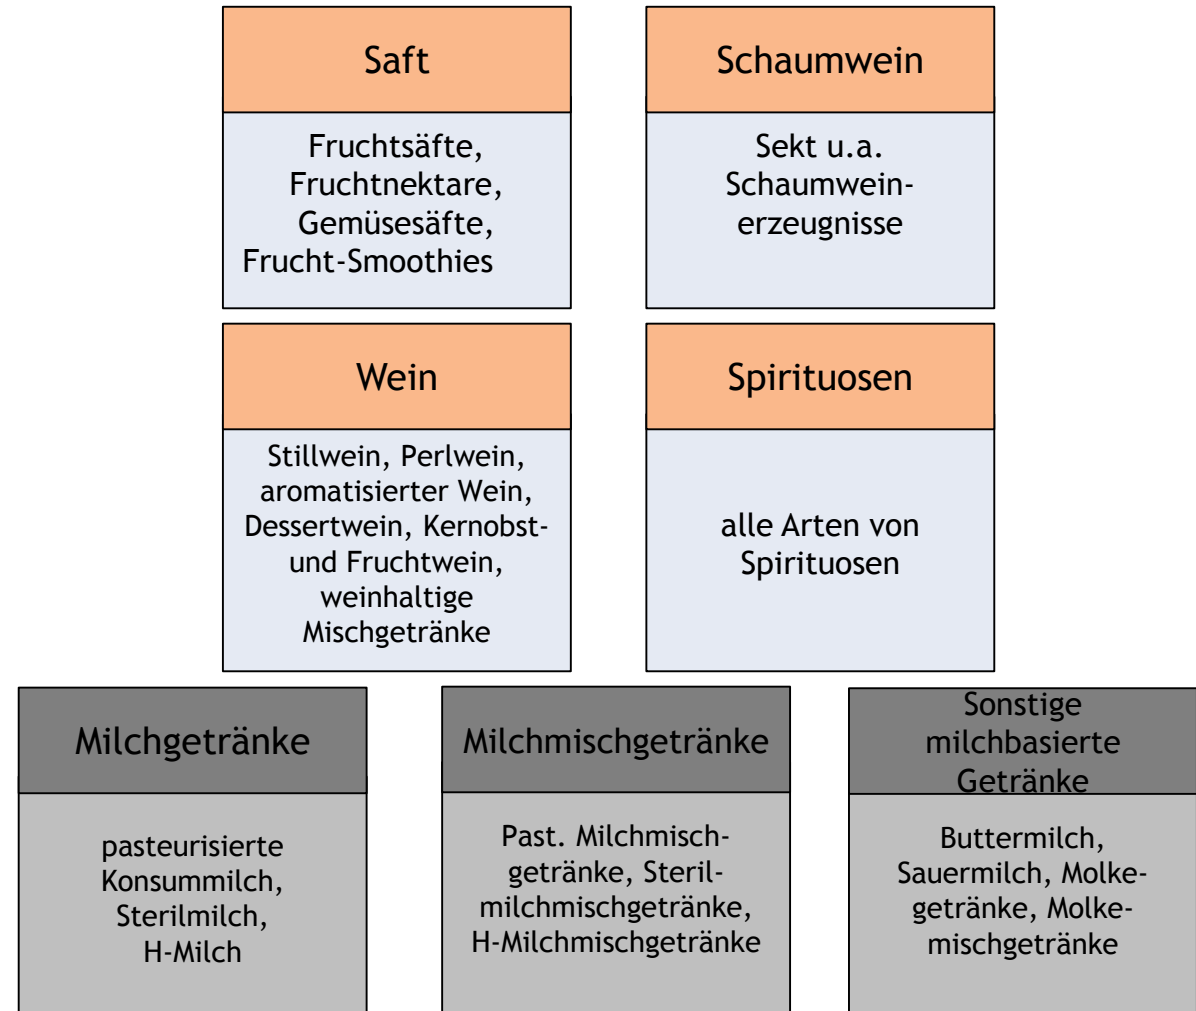 Saft
Fruchtsäfte,
Fruchtnektare,
Gemüsesäfte,
Frucht-Smoothies
Schaumwein
Sekt u.a.
Schaumwein-
erzeugnisse
Wein
Stillwein, Perlwein,
aromatisierter Wein,
Dessertwein, Kernobst-
und Fruchtwein,
weinhaltige
Mischgetränke
Spirituosen
alle Arten von
Spirituosen
Milchgetränke
pasteurisierte
Konsummilch,
Sterilmilch,
H-Milch
Milchmischgetränke
Past. Milchmisch-
getränke, Steril-
milchmischgetränke,
H-Milchmischgetränke
Sonstige
milchbasierte
Getränke
Buttermilch,
Sauermilch, Molke-
getränke, Molke-
mischgetränke